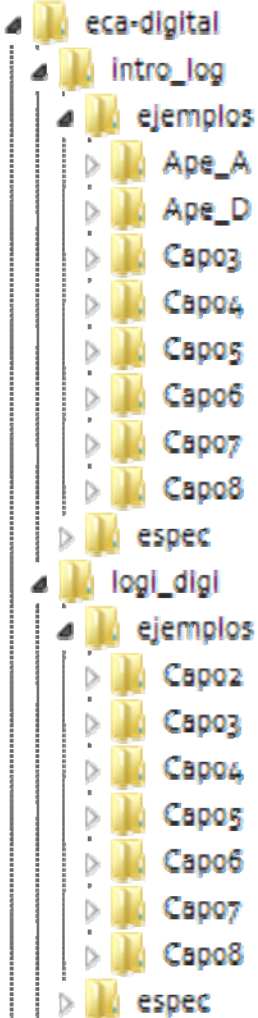 eca-digital
intro_log
ejemplos
Ape_A
Ape_D
Cap03
Cap04
Cap05
Cap06
Cap07
Cap08
espec
logi_digi
ejemplos
Cap02
Cap03
Cap04
Cap05
Cap06
Cap07
Cap08
espec